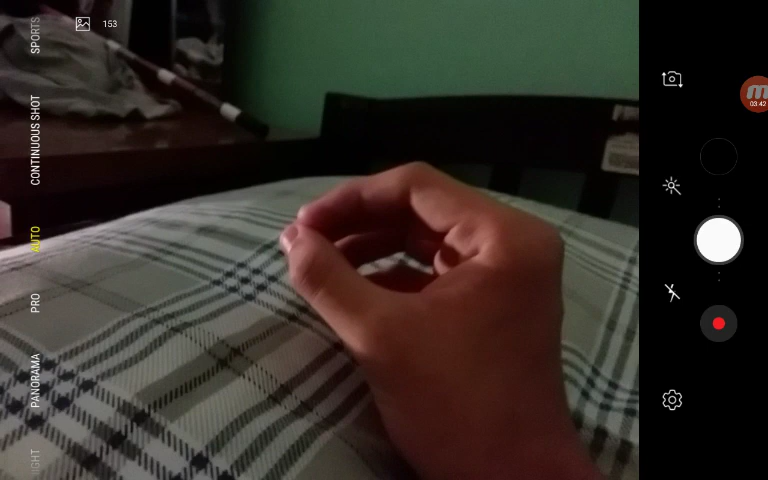 153
SPORTS
CONTINUOUS SHOT
AUTO
PRO
PANORAMA
03:42